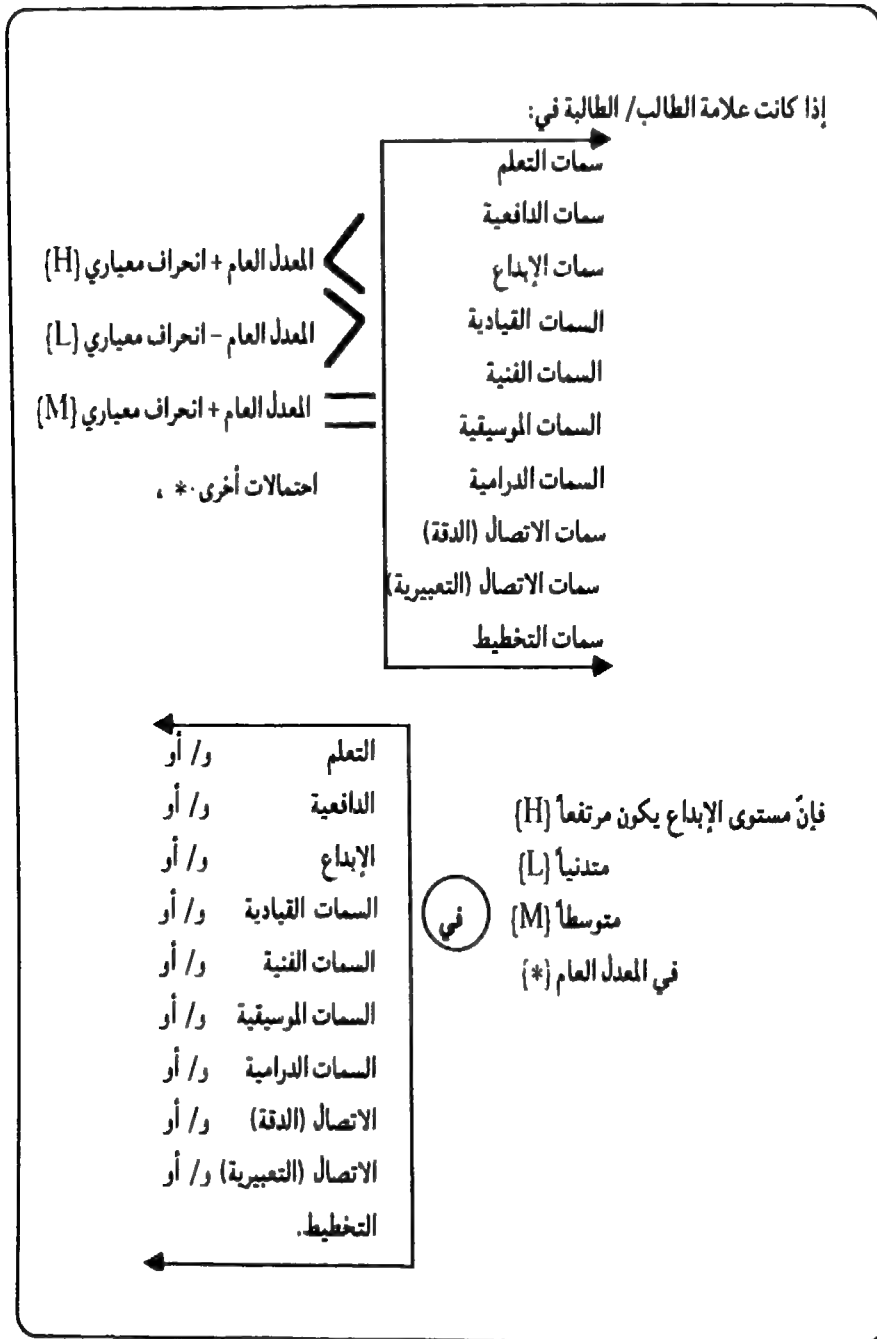 إذا كانت علامة الطالب/ الطالبة في:
سمات التعلم
سمات الدافعية
سمات الإبداع
السمات القيادية
السمات الفنية
السمات الموسيقية
السمات الدرامية
سمات الاتصال (الدقة)
سمات الاتصال (التعبيرية)
سمات التخطيط
< المعدل العام + انحراف معياري {H}
> المعدل العام – انحراف معياري {L}
= المعدل العام + انحراف معياري {M}
احتمالات أخرى * ،
فإنّ مستوى الإبداع يكون مرتفعاً {H}
متدنياً {L}
متوسطاً {M}
في المعدل العام {*}
في
التعلم و/ أو
الدافعية و/ أو
الإبداع و/ أو
السمات القيادية و/ أو
السمات الفنية و/ أو
السمات الموسيقية و/ أو
السمات الدرامية و/ أو
الاتصال (الدقة) و/ أو
الاتصال (التعبيرية) و/ أو
التخطيط.